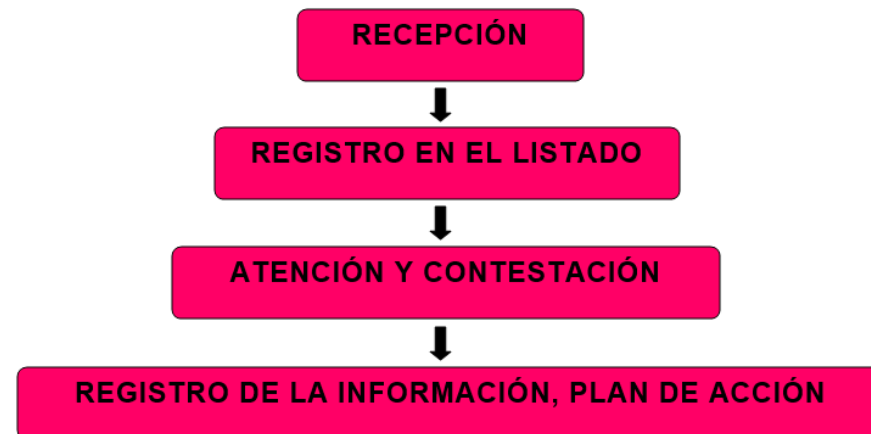 RECEPCIÓN
REGISTRO EN EL LISTADO
ATENCIÓN Y CONTESTACIÓN
REGISTRO DE LA INFORMACIÓN, PLAN DE ACCIÓN